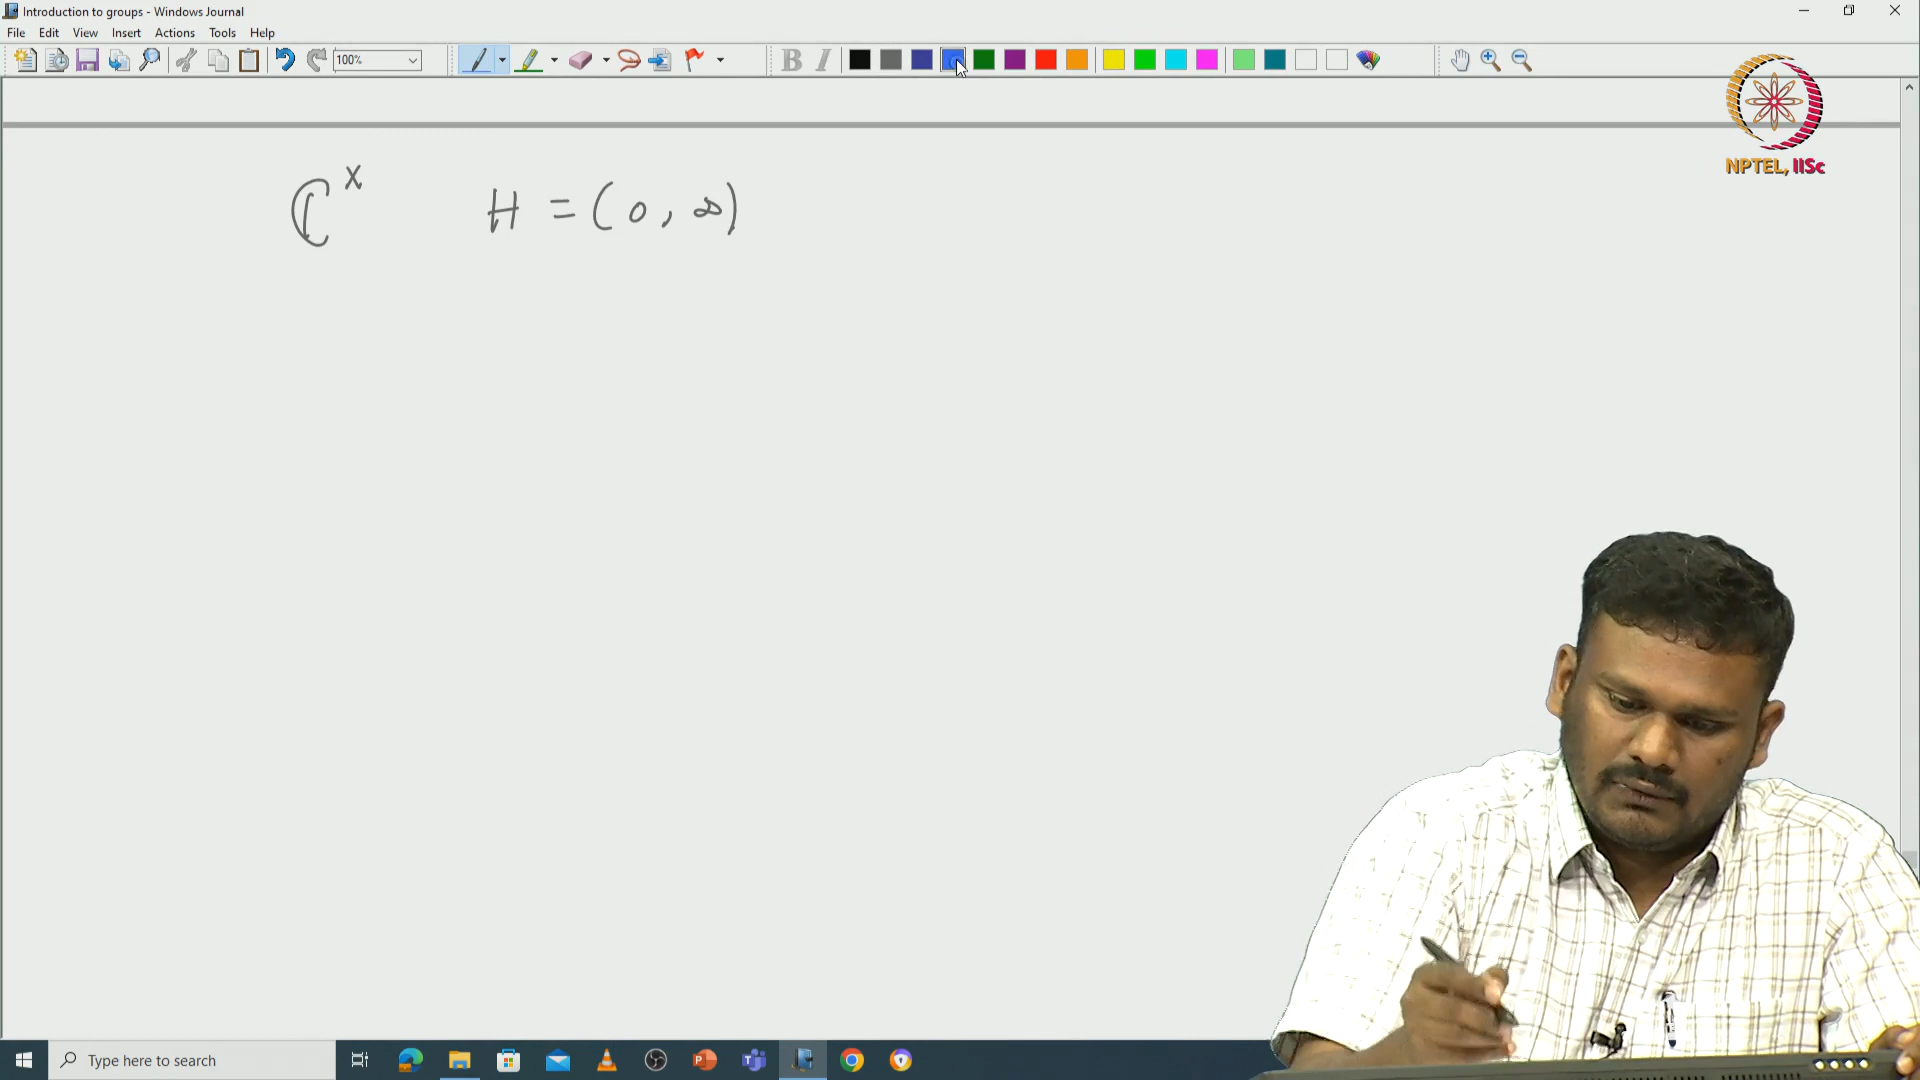 Introduction to groups - Windows Journal
File Edit View Insert Actions Tools Help
100%
B I
NPTEL, IISc
ℂˣ H = (0, ∞)
Type here to search